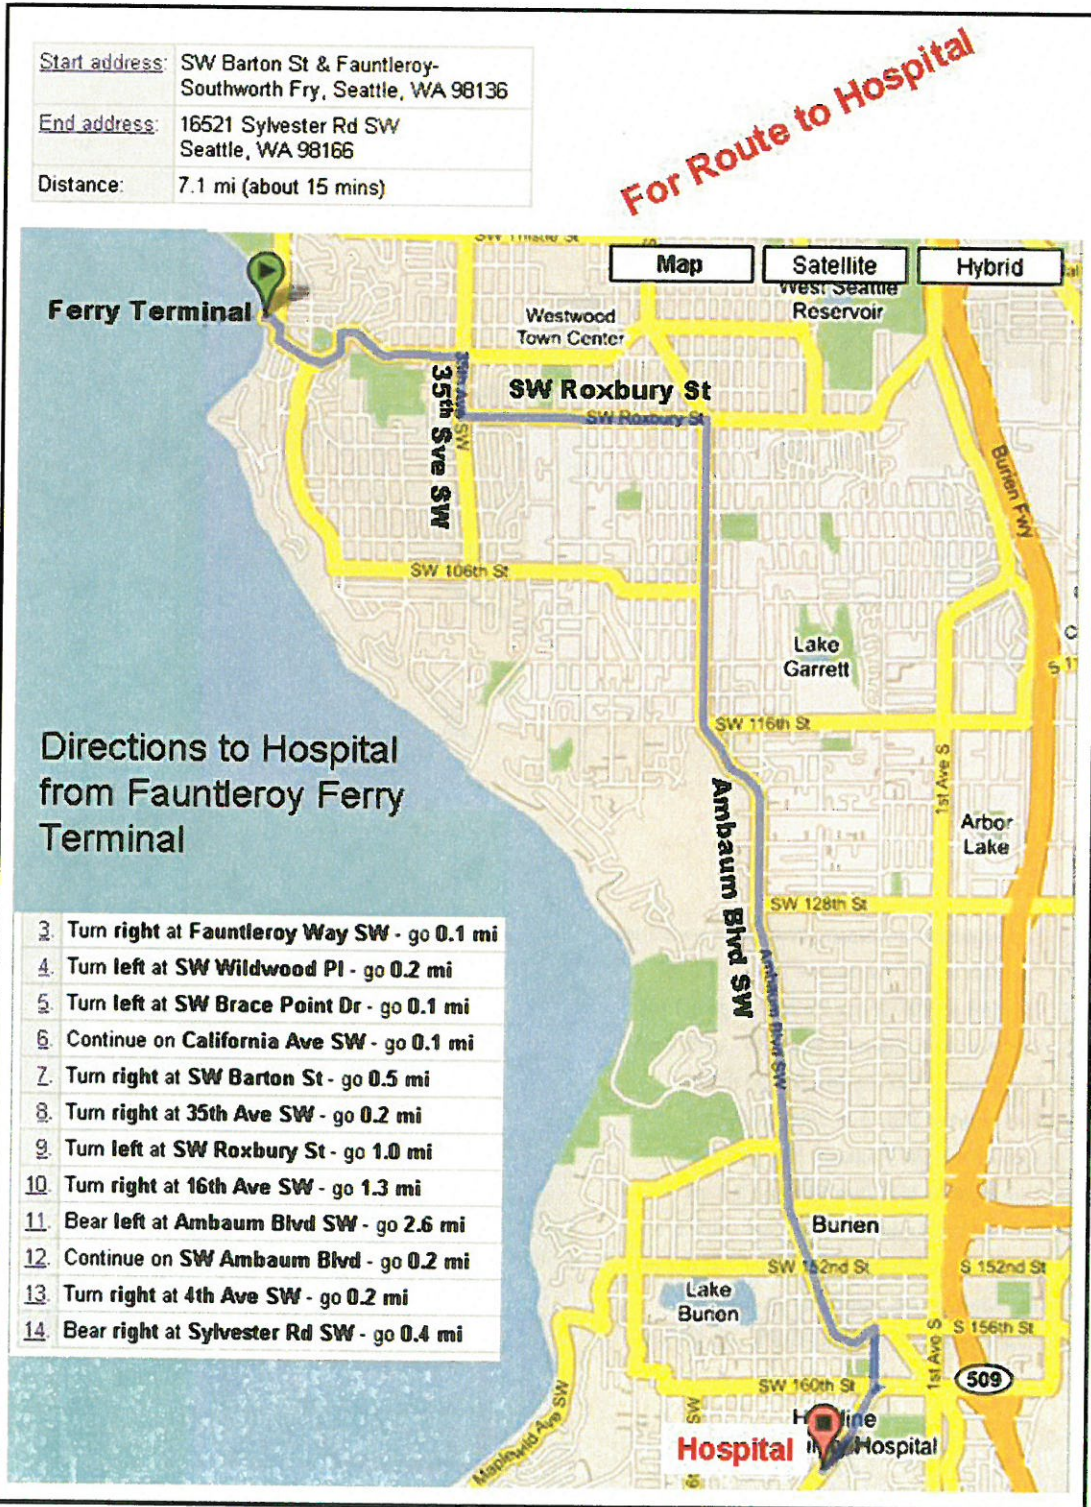 Start address: SW Barton St & Fauntleroy-
Southworth Fry, Seattle, WA 98136
End address: 16521 Sylvester Rd SW
Seattle, WA 98166
Distance: 7.1 mi (about 15 mins)
For Route to Hospital
Map
Satellite
Hybrid
West Seattle
Reservoir
Ferry Terminal
Westwood
Town Center
35th Ave SW
35th Sve SW
SW Roxbury St
SW Roxbury St
Burien Fwy
SW 106th St
Lake
Garrett
SW 116th St
1st Ave S
Directions to Hospital
from Fauntleroy Ferry
Terminal
Ambaum Blvd SW
Arbor
Lake
SW 128th St
Ambaum Blvd SW
3. Turn right at Fauntleroy Way SW - go 0.1 mi
4. Turn left at SW Wildwood Pl - go 0.2 mi
5. Turn left at SW Brace Point Dr - go 0.1 mi
6. Continue on California Ave SW - go 0.1 mi
7. Turn right at SW Barton St - go 0.5 mi
8. Turn right at 35th Ave SW - go 0.2 mi
9. Turn left at SW Roxbury St - go 1.0 mi
10. Turn right at 16th Ave SW - go 1.3 mi
11. Bear left at Ambaum Blvd SW - go 2.6 mi
12. Continue on SW Ambaum Blvd - go 0.2 mi
13. Turn right at 4th Ave SW - go 0.2 mi
14. Bear right at Sylvester Rd SW - go 0.4 mi
Burien
SW 152nd St
S 152nd St
Lake
Burien
S 156th St
1st Ave S
509
SW 160th St
Maplewild Ave SW
SW
Hospital
Hospital